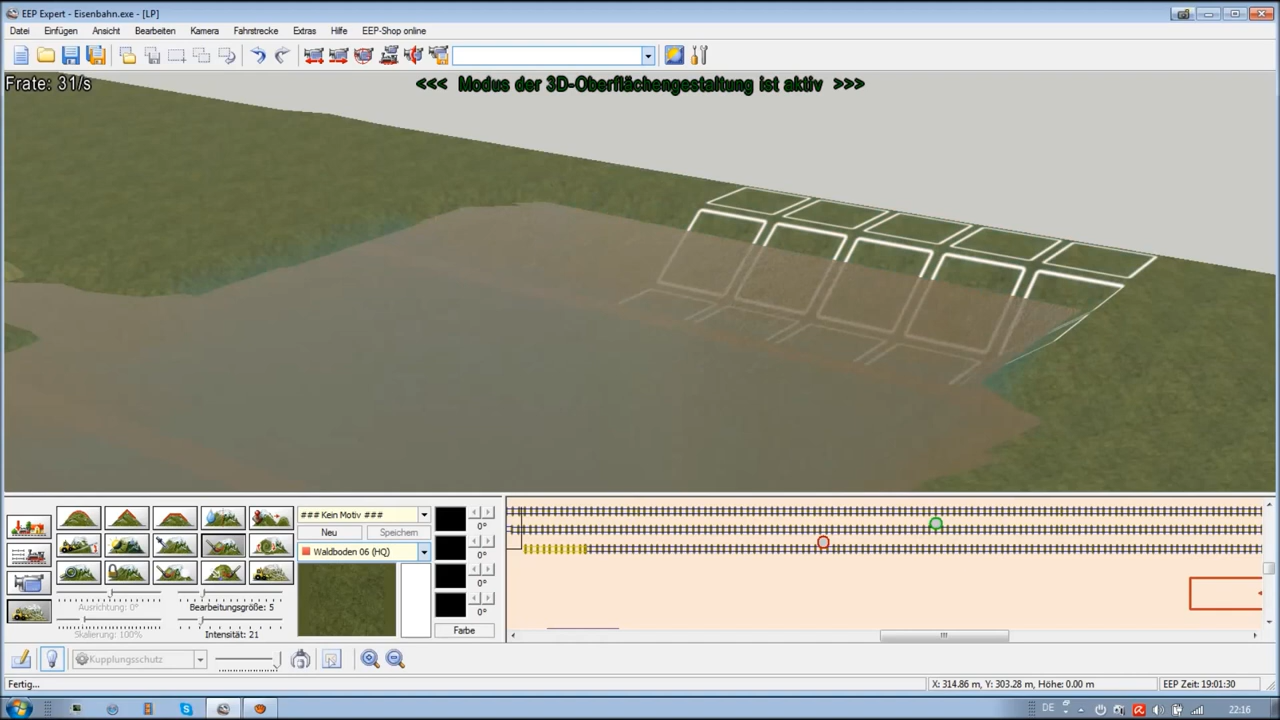 EEP Expert - Eisenbahn.exe - [LP]
Datei Einfügen Ansicht Bearbeiten Kamera Fahrstrecke Extras Hilfe EEP-Shop online
Frate: 31/s
<<< Modus der 3D-Oberflächengestaltung ist aktiv >>>
### Kein Motiv ###
0°
Neu Speichern
0°
Waldboden 06 (HQ)
0°
Ausrichtung: 0° Bearbeitungsgröße: 5
0°
Skalierung: 100% Intensität: 21
Farbe
Kupplungsschutz
Fertig...
X: 314.86 m, Y: 303.28 m, Höhe: 0.00 m
EEP Zeit: 19:01:30
DE
22:16